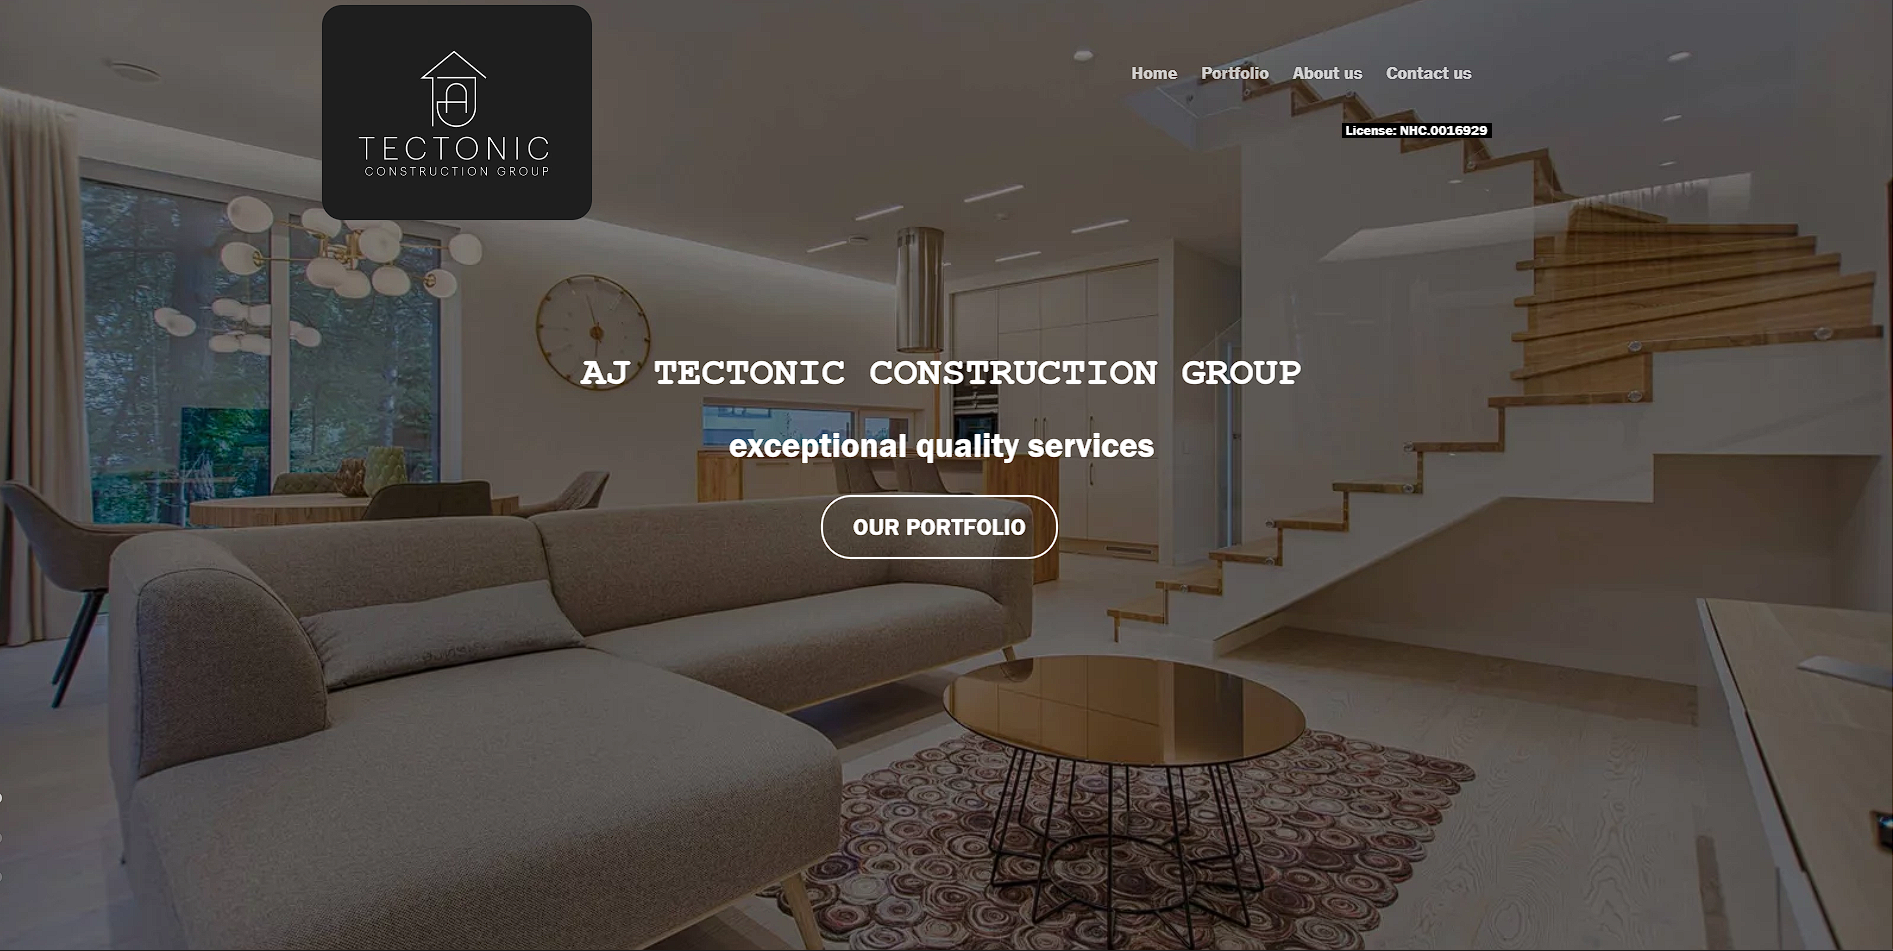 TECTONIC
CONSTRUCTION GROUP
Home Portfolio About us Contact us
License: NHC.0016929
AJ TECTONIC CONSTRUCTION GROUP
exceptional quality services
OUR PORTFOLIO